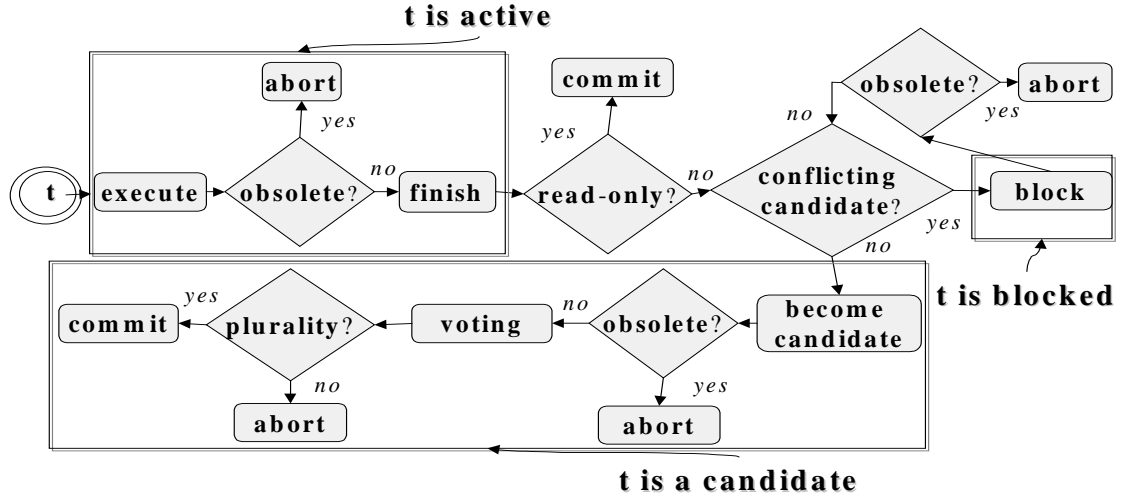 t is active
abort
yes
t
execute
obsolete?
no
finish
commit
yes
read-only?
no
obsolete?
yes
abort
no
conflicting
candidate?
yes
no
block
t is blocked
commit
yes
plurality?
no
abort
voting
no
obsolete?
yes
abort
become
candidate
t is a candidate